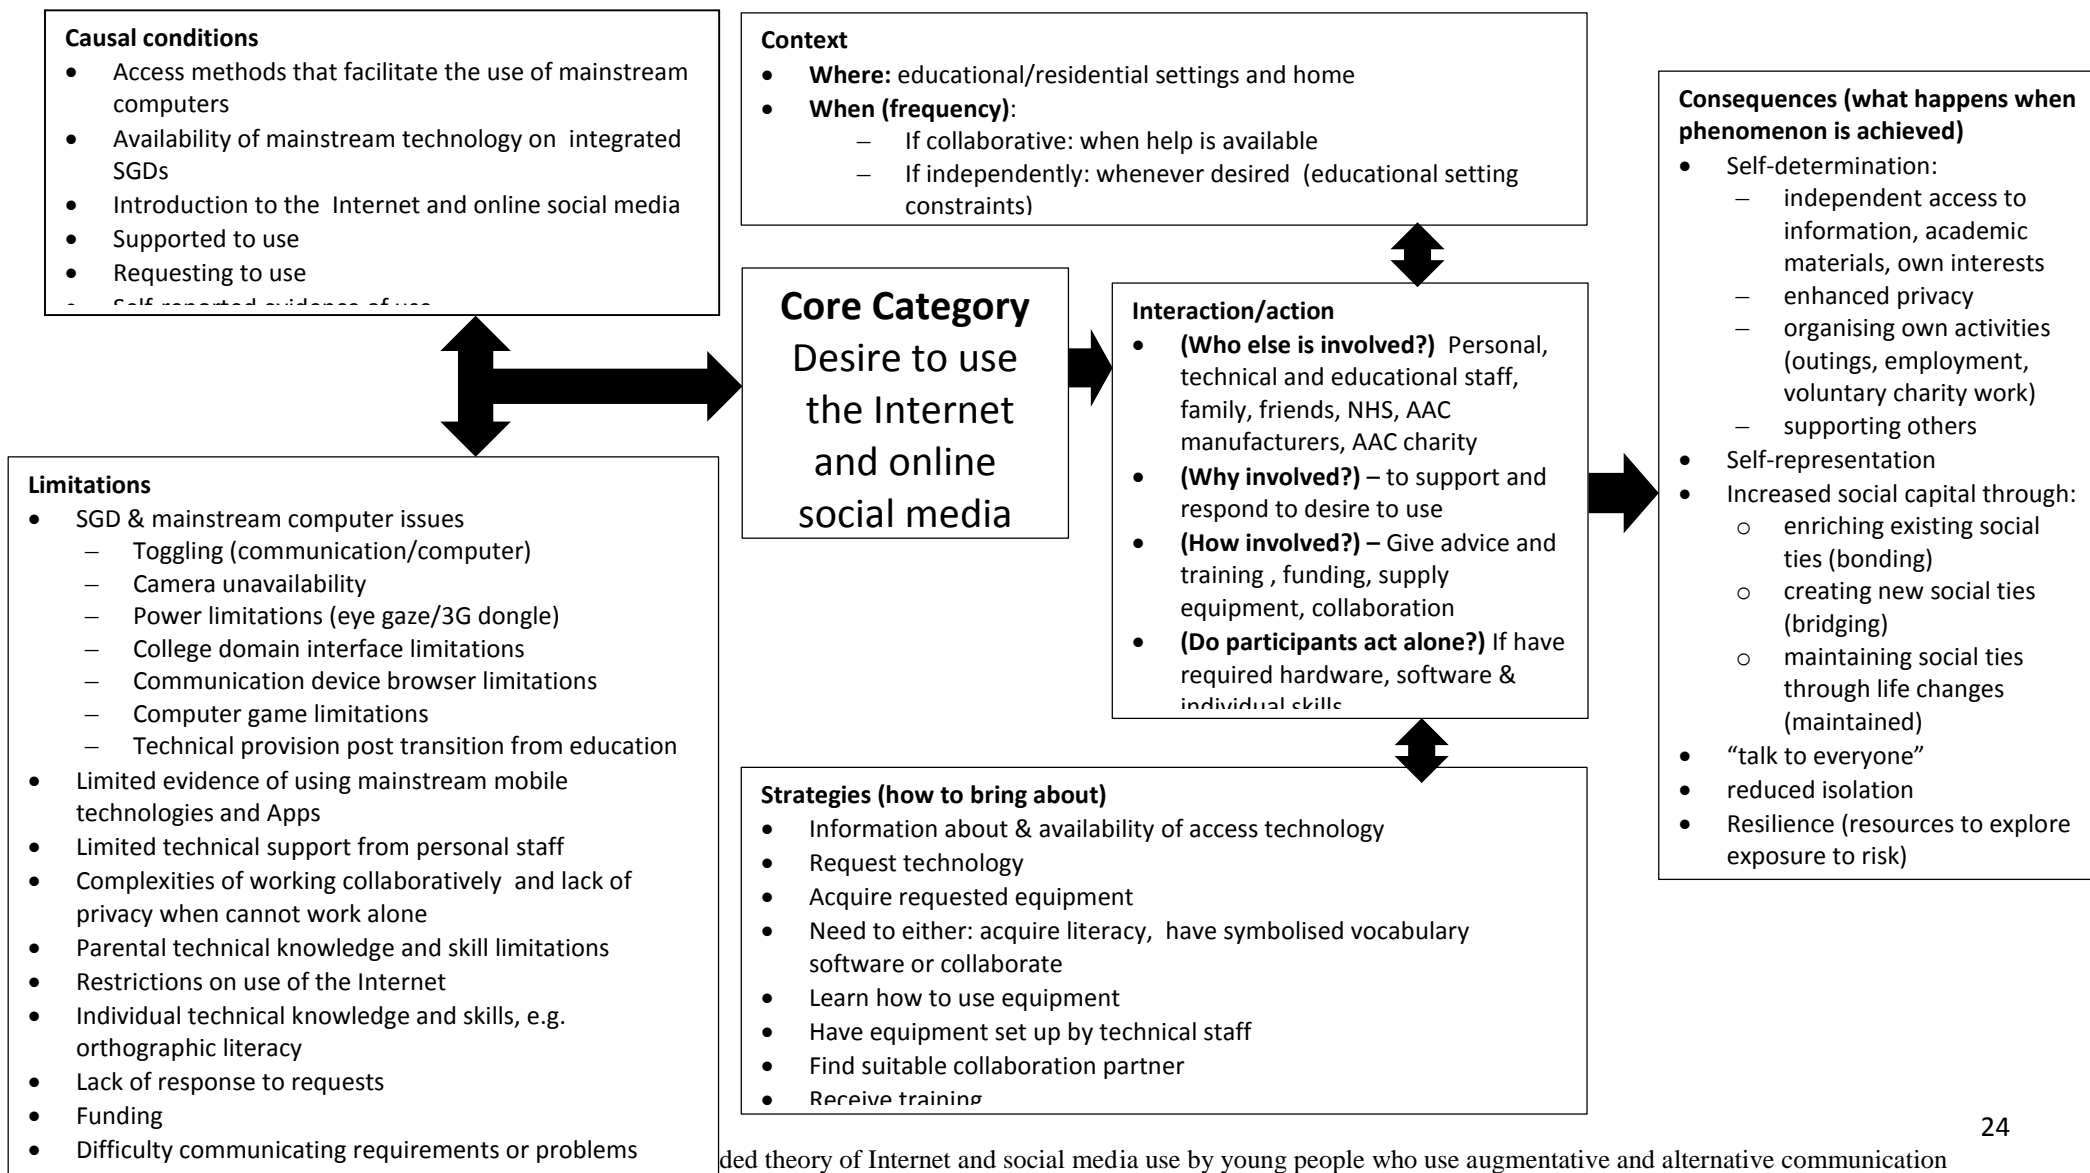 Causal conditions
• Access methods that facilitate the use of mainstream
computers
• Availability of mainstream technology on integrated
SGDs
• Introduction to the Internet and online social media
• Supported to use
• Requesting to use
• Self-reported evidence of use
Limitations
• SGD & mainstream computer issues
– Toggling (communication/computer)
– Camera unavailability
– Power limitations (eye gaze/3G dongle)
– College domain interface limitations
– Communication device browser limitations
– Computer game limitations
– Technical provision post transition from education
• Limited evidence of using mainstream mobile
technologies and Apps
• Limited technical support from personal staff
• Complexities of working collaboratively and lack of
privacy when cannot work alone
• Parental technical knowledge and skill limitations
• Restrictions on use of the Internet
• Individual technical knowledge and skills, e.g.
orthographic literacy
• Lack of response to requests
• Funding
• Difficulty communicating requirements or problems
Context
• Where: educational/residential settings and home
• When (frequency):
– If collaborative: when help is available
– If independently: whenever desired (educational setting
constraints)
Core Category
Desire to use
the Internet
and online
social media
Interaction/action
• (Who else is involved?) Personal,
technical and educational staff,
family, friends, NHS, AAC
manufacturers, AAC charity
• (Why involved?) – to support and
respond to desire to use
• (How involved?) – Give advice and
training , funding, supply
equipment, collaboration
• (Do participants act alone?) If have
required hardware, software &
individual skills
Strategies (how to bring about)
• Information about & availability of access technology
• Request technology
• Acquire requested equipment
• Need to either: acquire literacy, have symbolised vocabulary
software or collaborate
• Learn how to use equipment
• Have equipment set up by technical staff
• Find suitable collaboration partner
• Receive training
Consequences (what happens when
phenomenon is achieved)
• Self-determination:
– independent access to
information, academic
materials, own interests
– enhanced privacy
– organising own activities
(outings, employment,
voluntary charity work)
– supporting others
• Self-representation
• Increased social capital through:
o enriching existing social
ties (bonding)
o creating new social ties
(bridging)
o maintaining social ties
through life changes
(maintained)
• “talk to everyone”
• reduced isolation
• Resilience (resources to explore
exposure to risk)
24
ded theory of Internet and social media use by young people who use augmentative and alternative communication